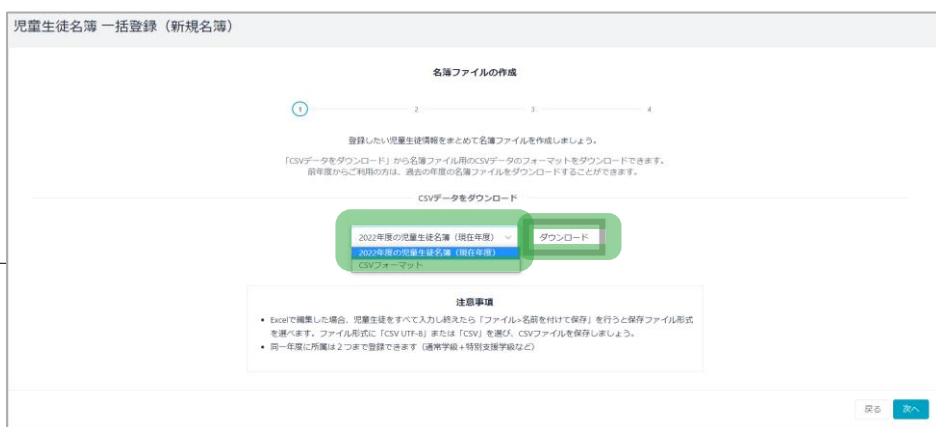 児童生徒名簿 一括登録（新規名簿）
名簿ファイルの作成
1 2 3 4
登録したい児童生徒情報をまとめて名簿ファイルを作成しましょう。
「CSVデータをダウンロード」から名簿ファイル用のCSVデータのフォーマットをダウンロードできます。
前年度からご利用の方は、過去の年度の名簿ファイルをダウンロードすることができます。
CSVデータをダウンロード
2022年度の児童生徒名簿（現在年度） ダウンロード
2022年度の児童生徒名簿（現在年度）
CSVフォーマット
注意事項
• Excelで編集した場合、児童生徒をすべて入力し終えたら「ファイル>名前を付けて保存」を行うと保存ファイル形式
を選べます。ファイル形式に「CSV UTF-8」または「CSV」を選び、CSVファイルを保存しましょう。
• 同一年度に所属は２つまで登録できます（通常学級+特別支援学級など）
戻る 次へ